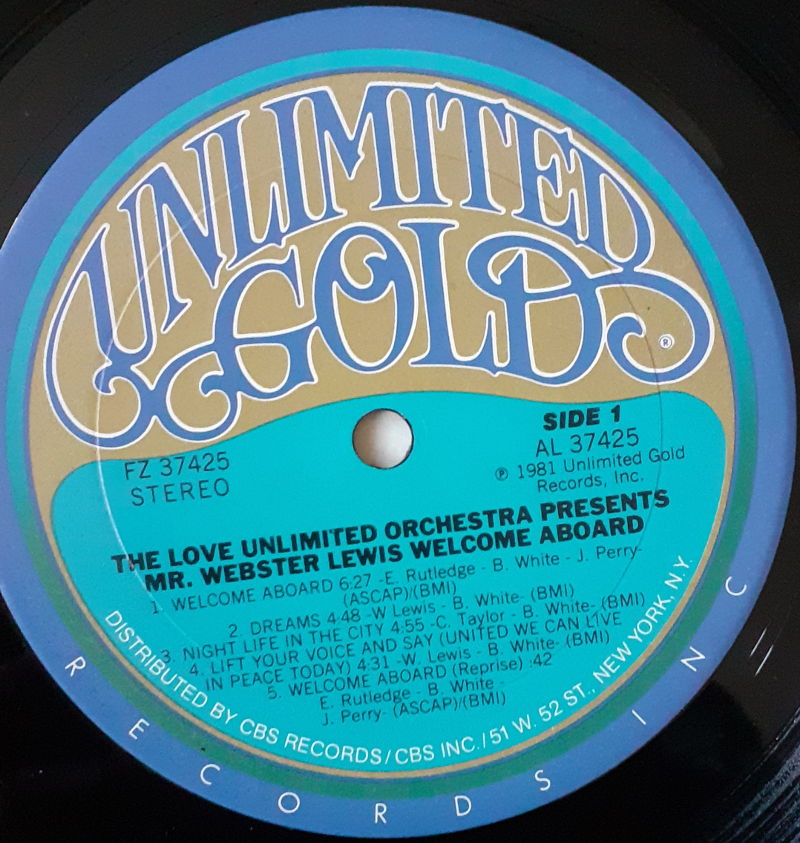 UNLIMITED
GOLD ®
FZ 37425
STEREO
SIDE 1
AL 37425
℗ 1981 Unlimited Gold
Records, Inc.
THE LOVE UNLIMITED ORCHESTRA PRESENTS
MR. WEBSTER LEWIS WELCOME ABOARD
1. WELCOME ABOARD 6:27 -E. Rutledge - B. White - J. Perry-
(ASCAP)/(BMI)
2. DREAMS 4:48 -W Lewis - B. White- (BMI)
3. NIGHT LIFE IN THE CITY 4:55 -C. Taylor - B. White- (BMI)
4. LIFT YOUR VOICE AND SAY (UNITED WE CAN LIVE
IN PEACE TODAY) 4:31 -W. Lewis - B. White- (BMI)
5. WELCOME ABOARD (Reprise) :42
E. Rutledge - B. White -
J. Perry- (ASCAP)/(BMI)
DISTRIBUTED BY CBS RECORDS/CBS INC./51 W. 52 ST., NEW YORK, N.Y.
RECORDS INC